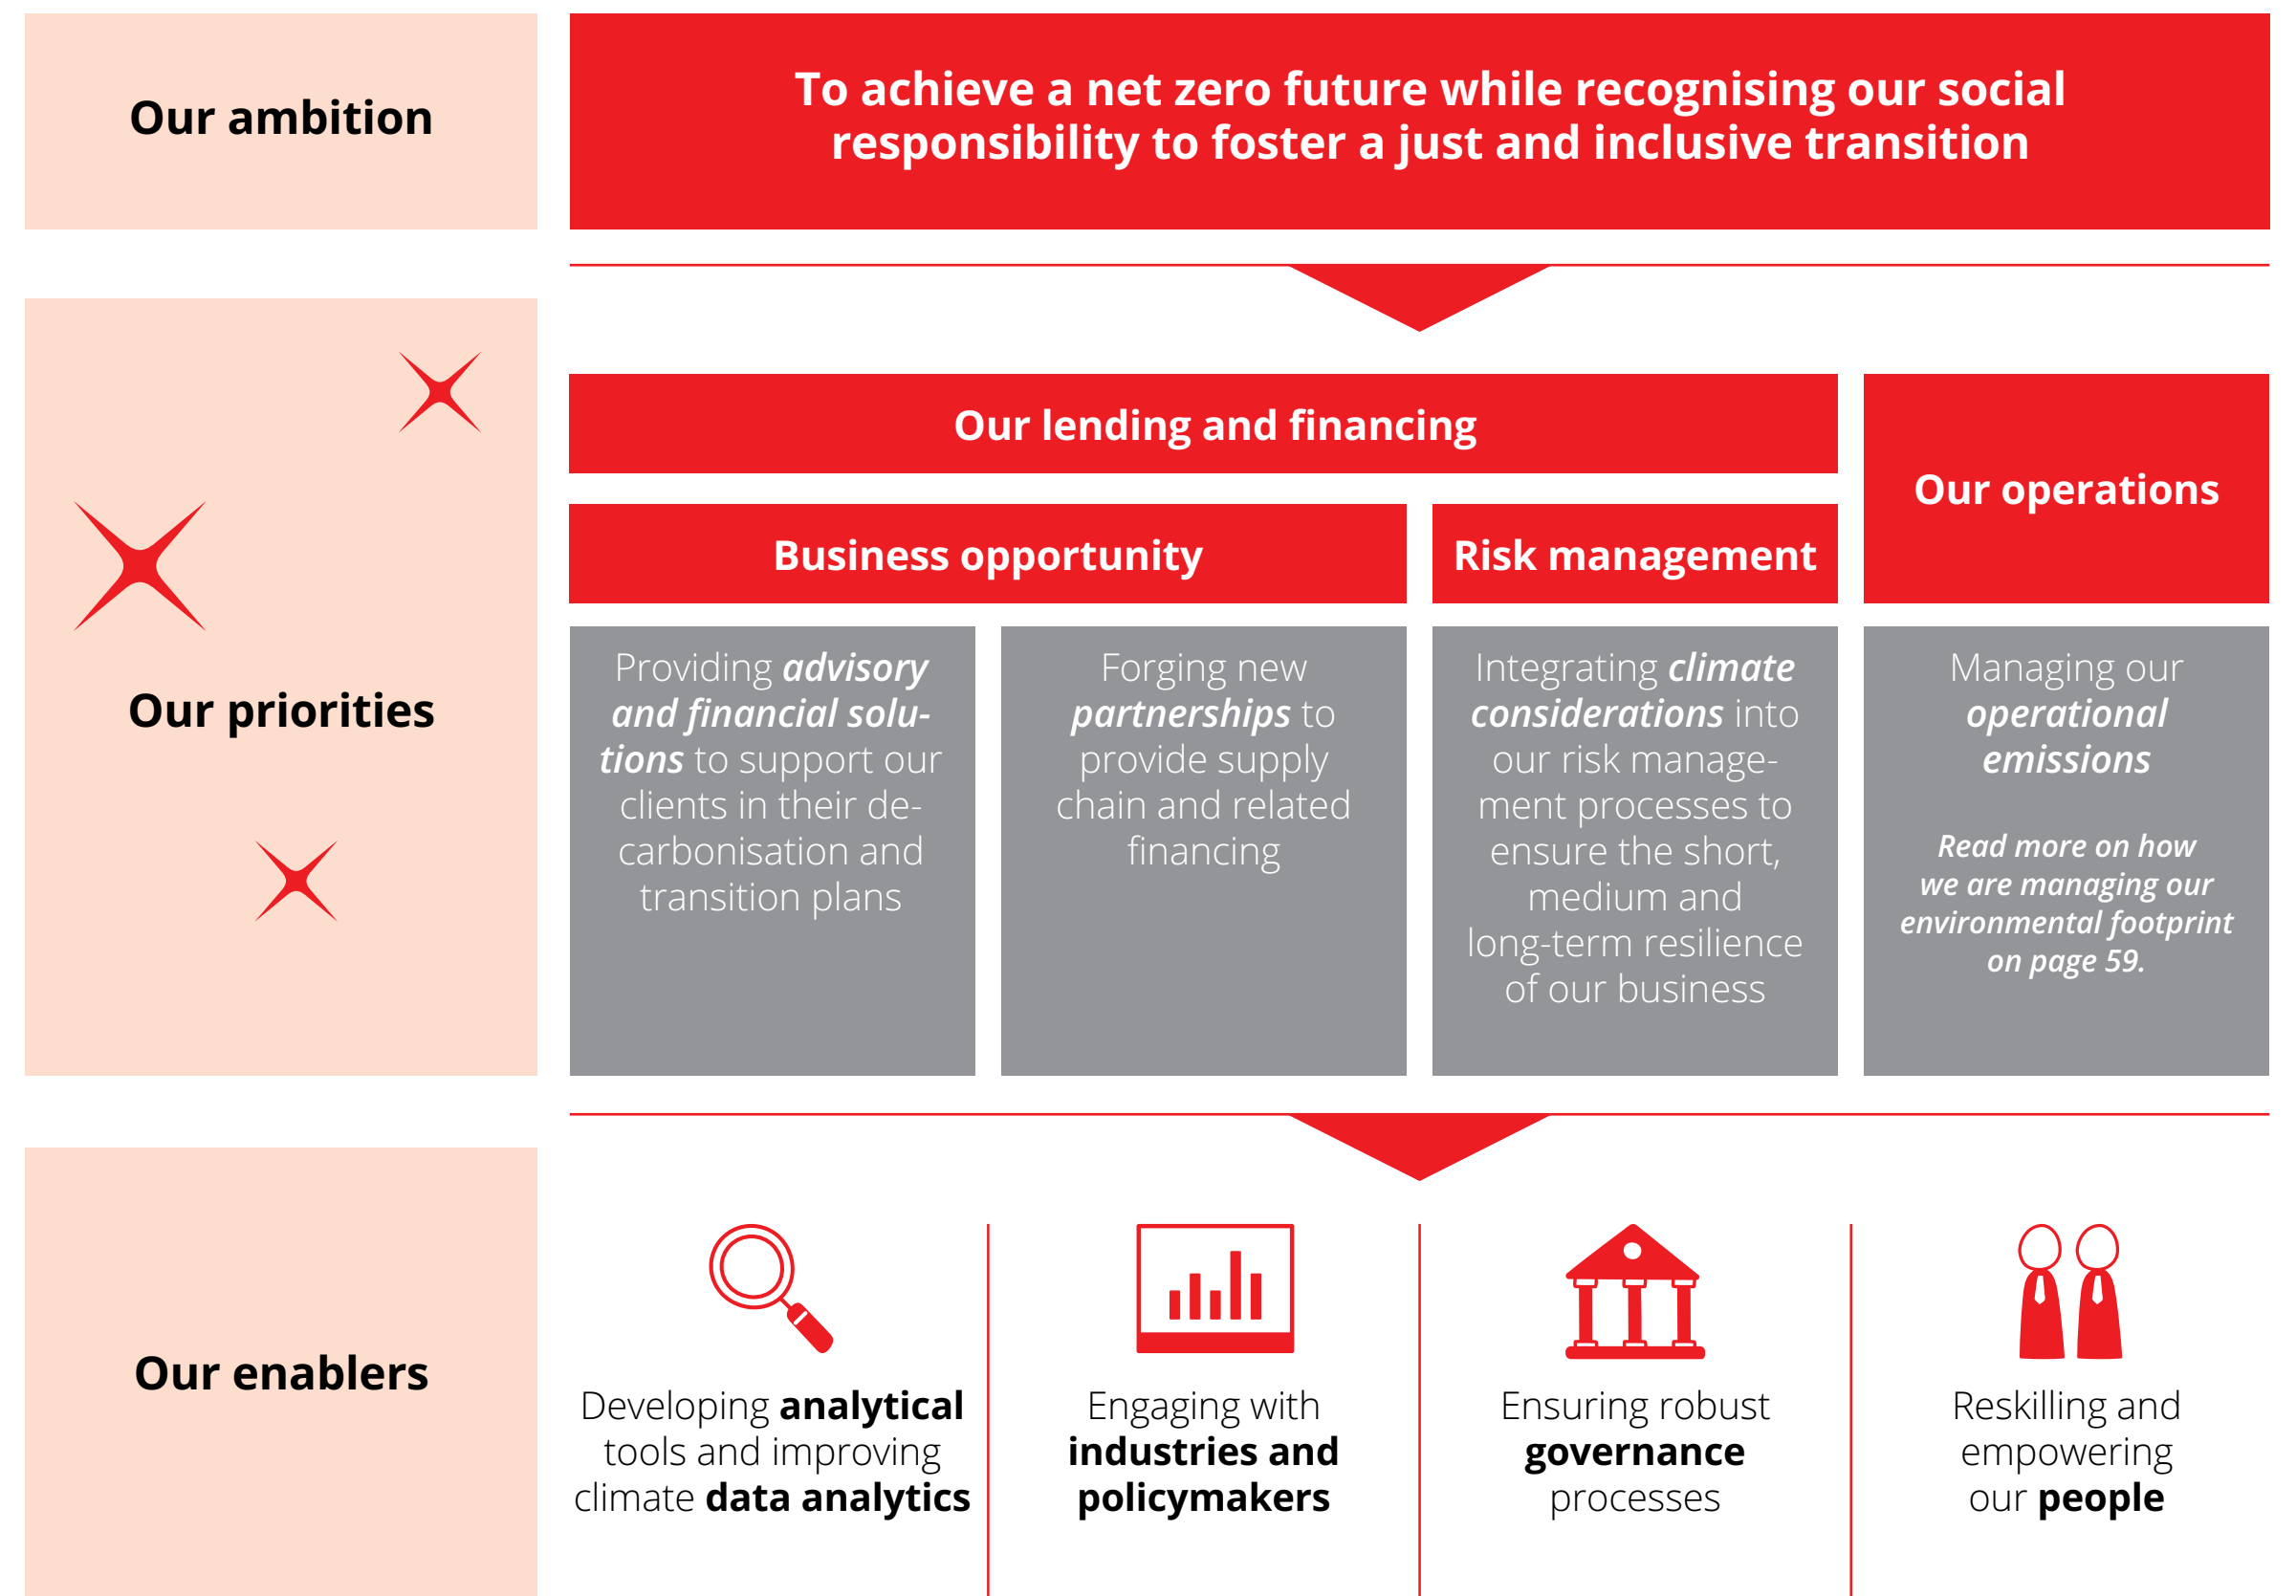 Our ambition
To achieve a net zero future while recognising our social
responsibility to foster a just and inclusive transition
Our priorities
Our lending and financing
Our operations
Business opportunity
Risk management
Providing advisory
and financial solu-
tions to support our
clients in their de-
carbonisation and
transition plans
Forging new
partnerships to
provide supply
chain and related
financing
Integrating climate
considerations into
our risk manage-
ment processes to
ensure the short,
medium and
long-term resilience
of our business
Managing our
operational
emissions
Read more on how
we are managing our
environmental footprint
on page 59.
Our enablers
Developing analytical
tools and improving
climate data analytics
Engaging with
industries and
policymakers
Ensuring robust
governance
processes
Reskilling and
empowering
our people